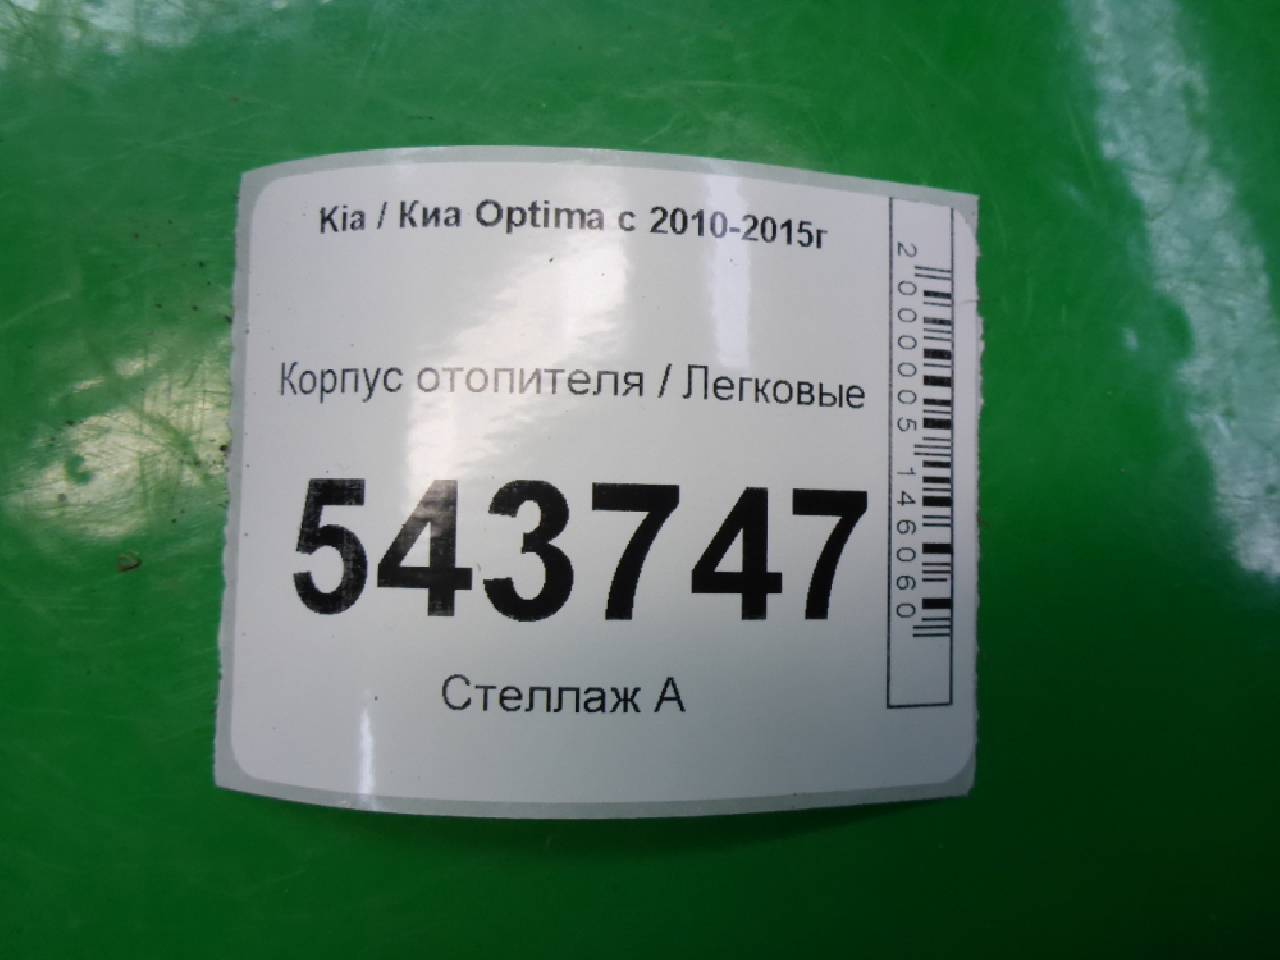 Kia / Киа Optima с 2010-2015г
Корпус отопителя / Легковые
543747
Стеллаж А
2000005146060